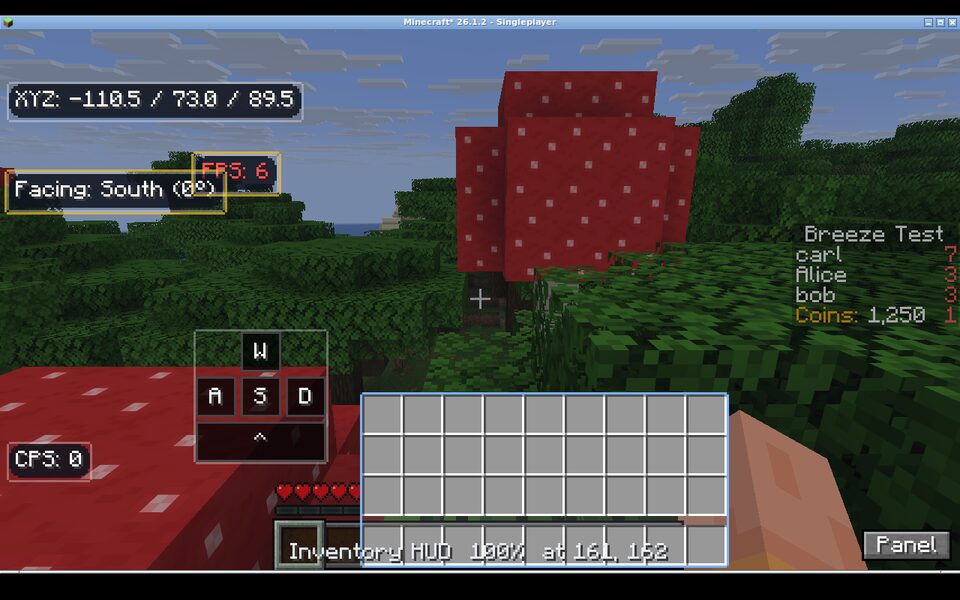 Minecraft* 26.1.2 - Singleplayer
XYZ: -110.5 / 73.0 / 89.5
FPS: 6
Facing: South (0°)
Breeze Test
carl 7
Alice 3
bob 3
Coins: 1,250 1
W
A S D
^
CPS: 0
Inventory HUD 100% at 161, 162
Panel